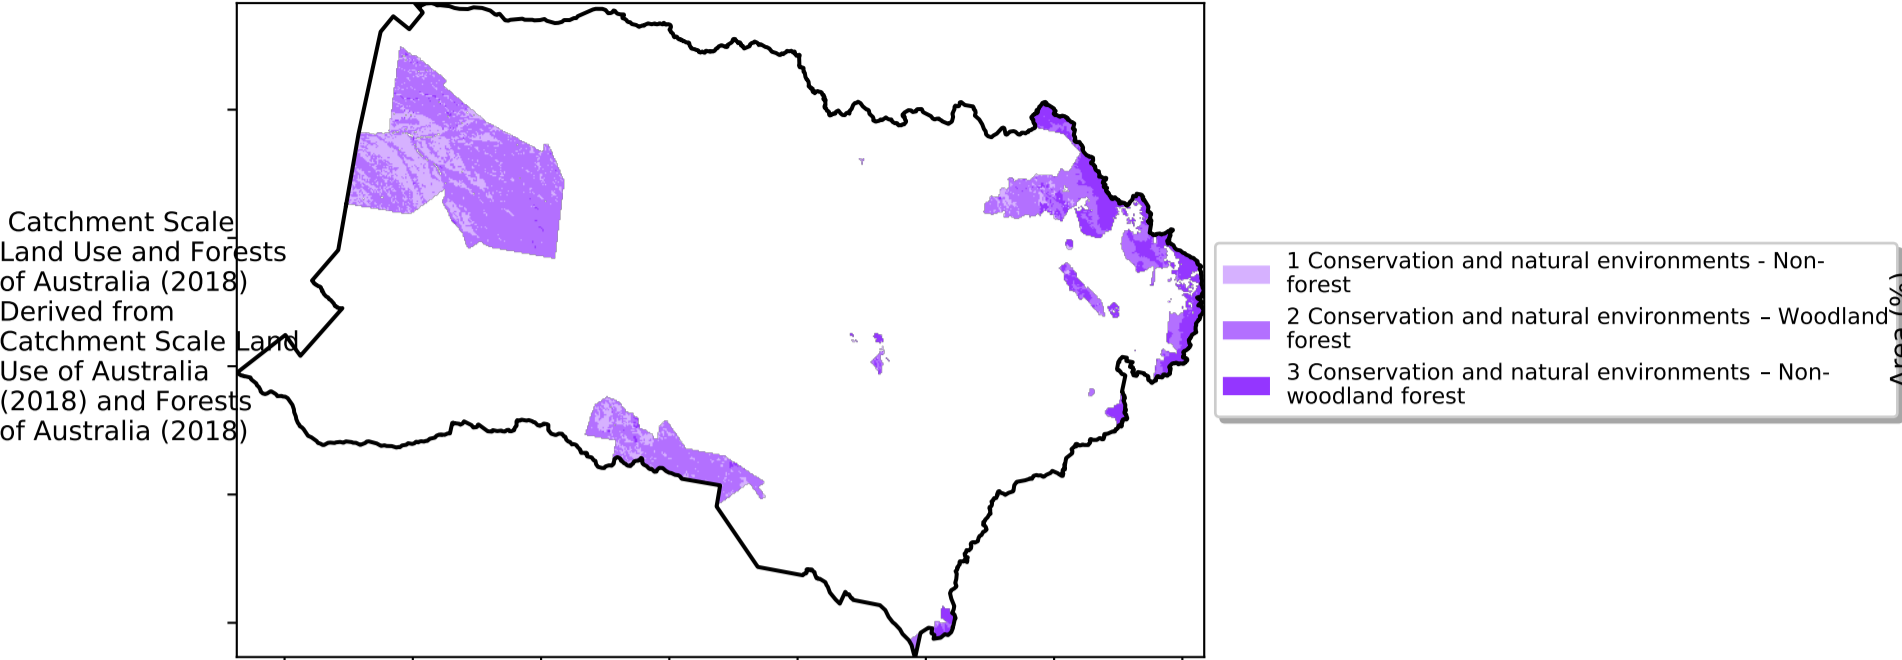 Catchment Scale
Land Use and Forests
of Australia (2018)
Derived from
Catchment Scale Land
Use of Australia
(2018) and Forests
of Australia (2018)
1 Conservation and natural environments - Non-
forest
2 Conservation and natural environments – Woodland
forest
3 Conservation and natural environments – Non-
woodland forest
Area (%)